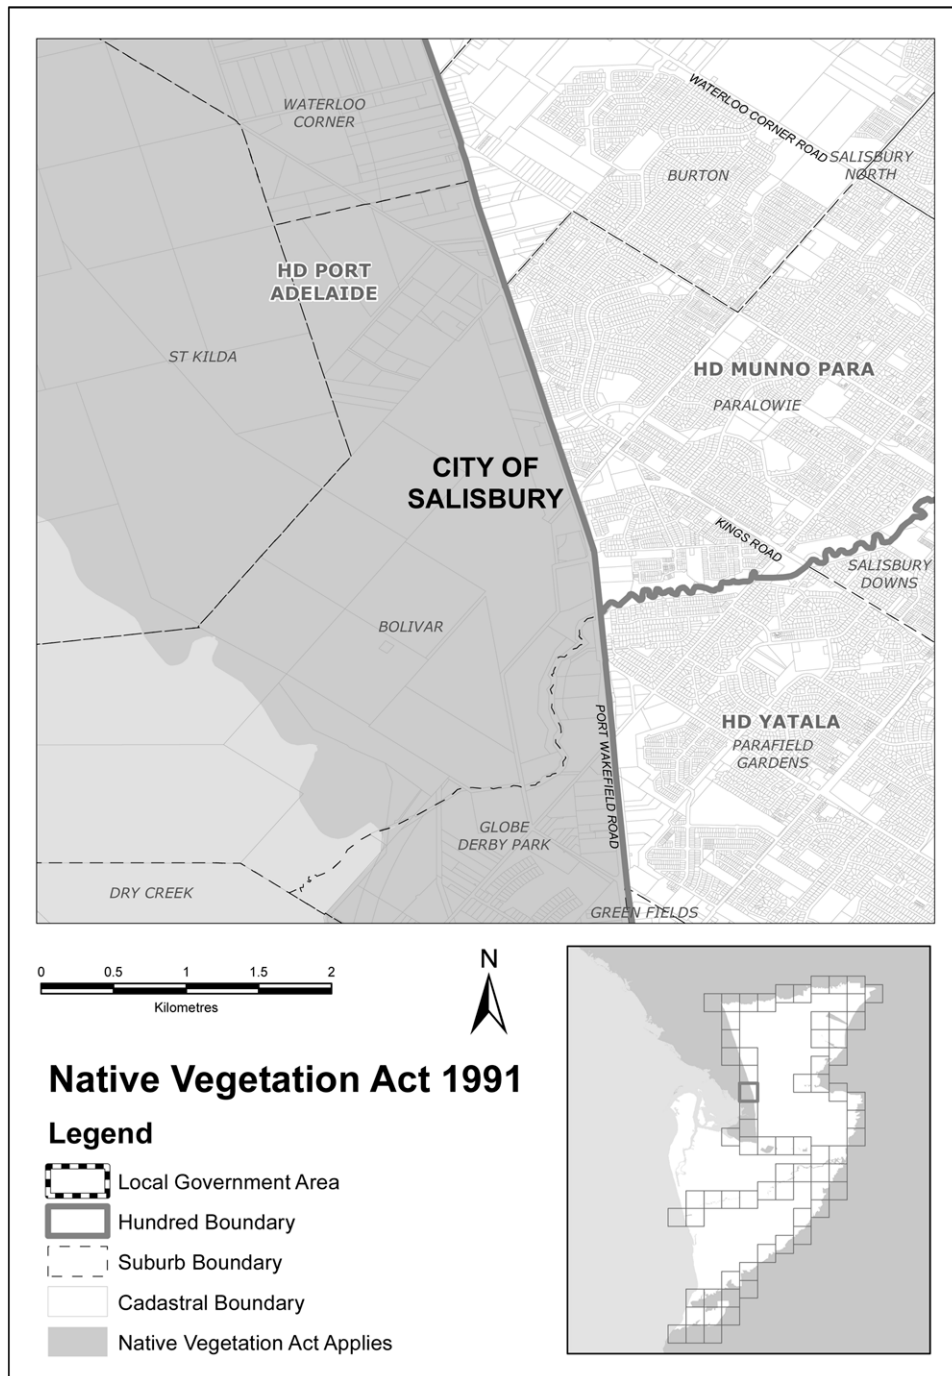 WATERLOO
CORNER
WATERLOO CORNER ROAD
SALISBURY
NORTH
BURTON
HD PORT
ADELAIDE
ST KILDA
HD MUNNO PARA
PARALOWIE
CITY OF
SALISBURY
KINGS ROAD
SALISBURY
DOWNS
BOLIVAR
HD YATALA
PARAFIELD
GARDENS
PORT WAKEFIELD ROAD
GLOBE
DERBY PARK
DRY CREEK
GREEN FIELDS
0 0.5 1 1.5 2
Kilometres
N
Native Vegetation Act 1991
Legend
Local Government Area
Hundred Boundary
Suburb Boundary
Cadastral Boundary
Native Vegetation Act Applies